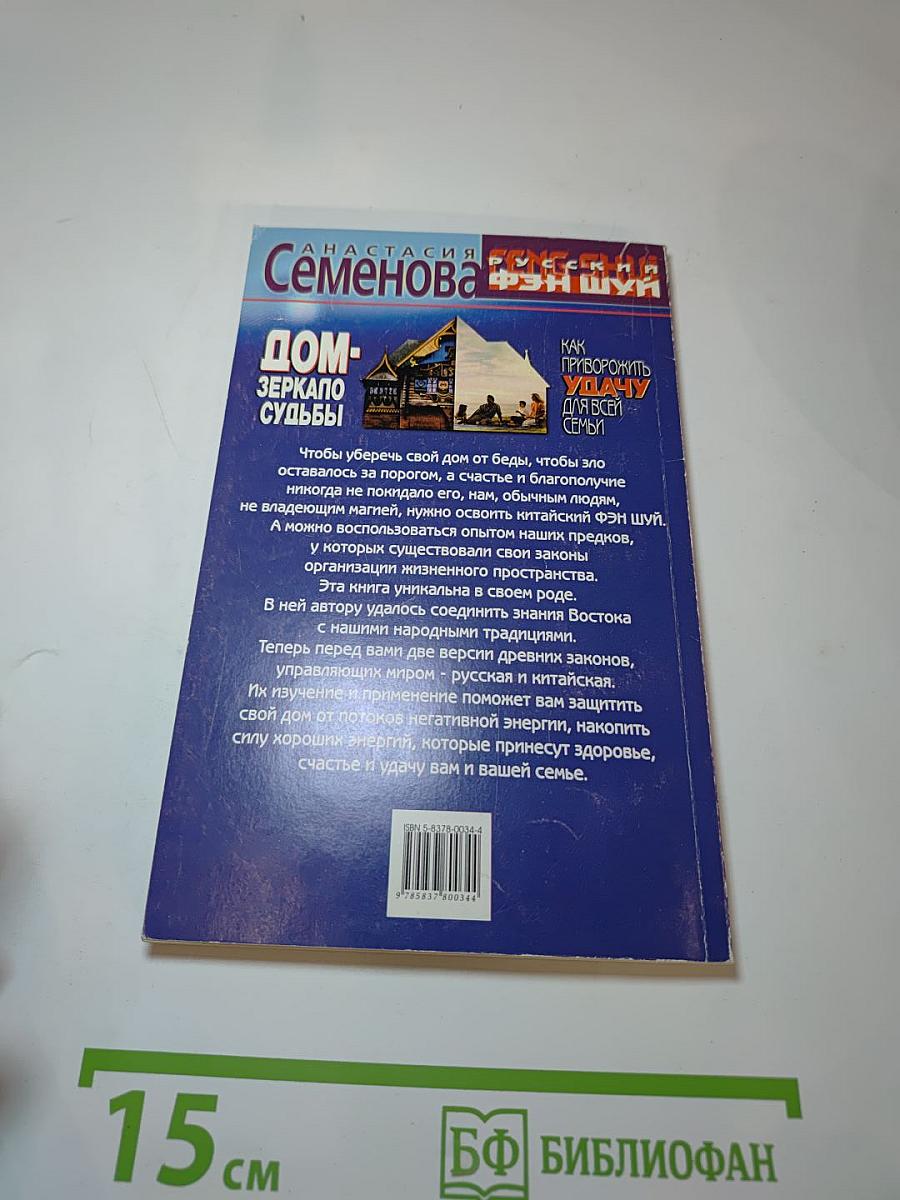 АНАСТАСИЯ
Семенова
FENG SHUI
РУССКИЙ
ФЭН ШУЙ
ДОМ-
ЗЕРКАЛО
СУДЬБЫ
КАК
ПРИВОРОЖИТЬ
УДАЧУ
ДЛЯ ВСЕЙ
СЕМЬИ
Чтобы уберечь свой дом от беды, чтобы зло
оставалось за порогом, а счастье и благополучие
никогда не покидало его, нам, обычным людям,
не владеющим магией, нужно освоить китайский ФЭН ШУЙ.
А можно воспользоваться опытом наших предков,
у которых существовали свои законы
организации жизненного пространства.
Эта книга уникальна в своем роде.
В ней автору удалось соединить знания Востока
с нашими народными традициями.
Теперь перед вами две версии древних законов,
управляющих миром - русская и китайская.
Их изучение и применение поможет вам защитить
свой дом от потоков негативной энергии, накопить
силу хороших энергий, которые принесут здоровье,
счастье и удачу вам и вашей семье.
ISBN 5-8378-0034-4
9 785837 800344
15 см
БФ БИБЛИОФАН